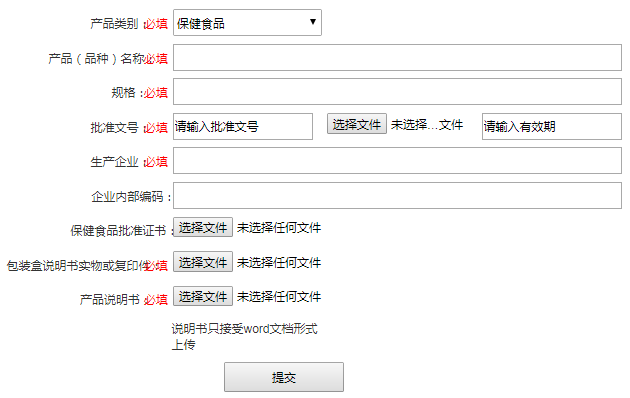 产品类别：必填 保健食品
产品（品种）名称：必填
规格：必填
批准文号：必填 请输入批准文号 选择文件 未选择...文件 请输入有效期
生产企业：必填
企业内部编码：
保健食品批准证书： 选择文件 未选择任何文件
包装盒说明书实物或复印件：必填 选择文件 未选择任何文件
产品说明书：必填 选择文件 未选择任何文件
说明书只接受word文档形式
上传
提交